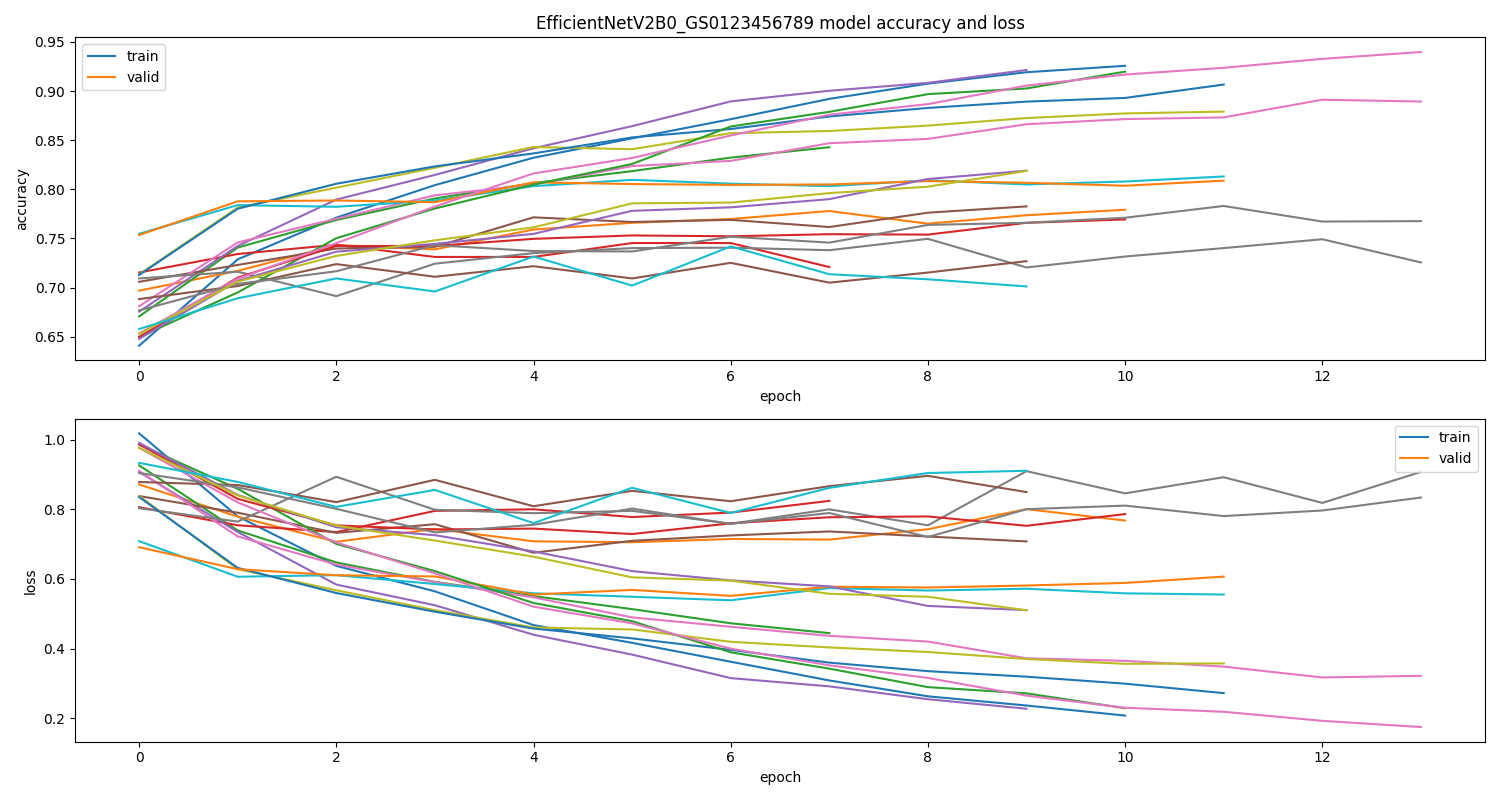 EfficientNetV2B0_GS0123456789 model accuracy and loss
train
valid
0.95
0.90
0.85
0.80
0.75
0.70
0.65
accuracy
0 2 4 6 8 10 12
epoch
train
valid
1.0
0.8
0.6
0.4
0.2
loss
0 2 4 6 8 10 12
epoch